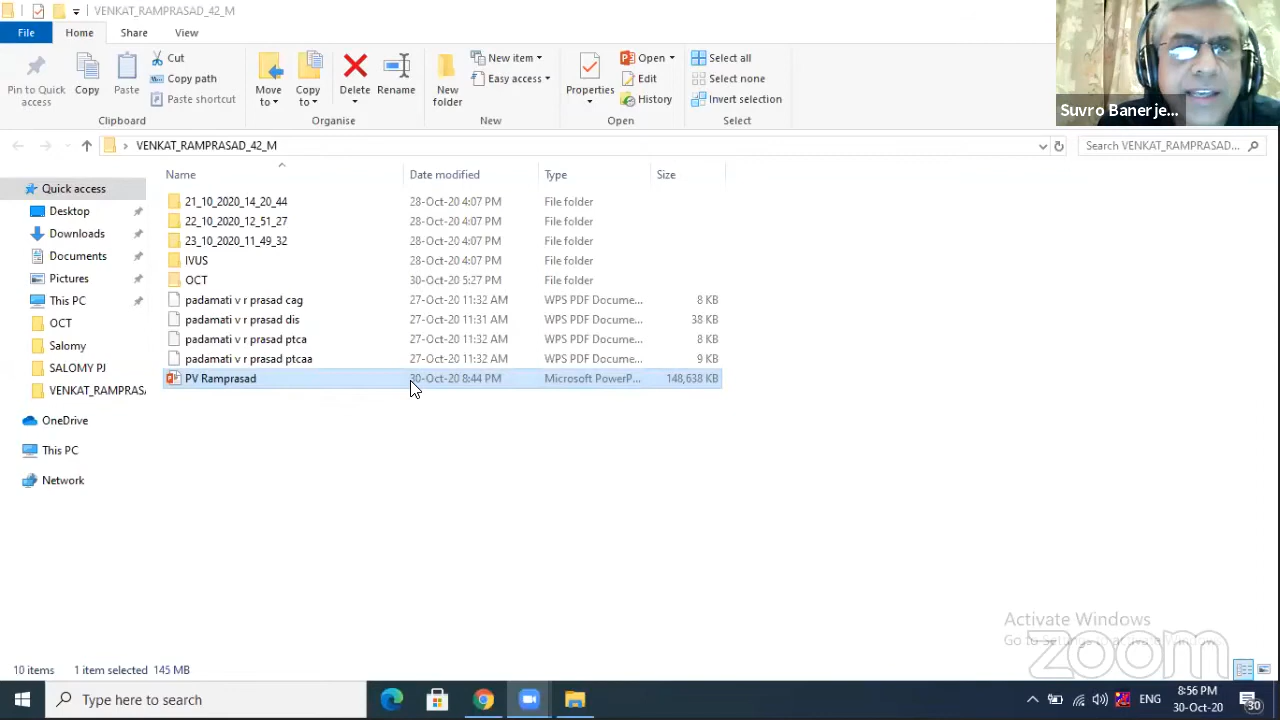 VENKAT_RAMPRASAD_42_M
File Home Share View
Pin to Quick access
Copy
Paste
Cut
Copy path
Paste shortcut
Clipboard
Move to
Copy to
Delete
Rename
Organise
New folder
New item
Easy access
New
Properties
Open
Edit
History
Open
Select all
Select none
Invert selection
Select
Suvro Banerje...
VENKAT_RAMPRASAD_42_M
Search VENKAT_RAMPRASAD...
Name Date modified Type Size
21_10_2020_14_20_44 28-Oct-20 4:07 PM File folder
22_10_2020_12_51_27 28-Oct-20 4:07 PM File folder
23_10_2020_11_49_32 28-Oct-20 4:07 PM File folder
IVUS 28-Oct-20 4:07 PM File folder
OCT 30-Oct-20 5:27 PM File folder
padamati v r prasad cag 27-Oct-20 11:32 AM WPS PDF Docume... 8 KB
padamati v r prasad dis 27-Oct-20 11:31 AM WPS PDF Docume... 38 KB
padamati v r prasad ptca 27-Oct-20 11:32 AM WPS PDF Docume... 8 KB
padamati v r prasad ptcaa 27-Oct-20 11:32 AM WPS PDF Docume... 9 KB
PV Ramprasad 30-Oct-20 8:44 PM Microsoft PowerP... 148,638 KB
Quick access
Desktop
Downloads
Documents
Pictures
This PC
OCT
Salomy
SALOMY PJ
VENKAT_RAMPRASA
OneDrive
This PC
Network
Activate Windows
Go to Settings to activate Windows.
zoom
10 items 1 item selected 145 MB
Type here to search
ENG
8:56 PM
30-Oct-20
30